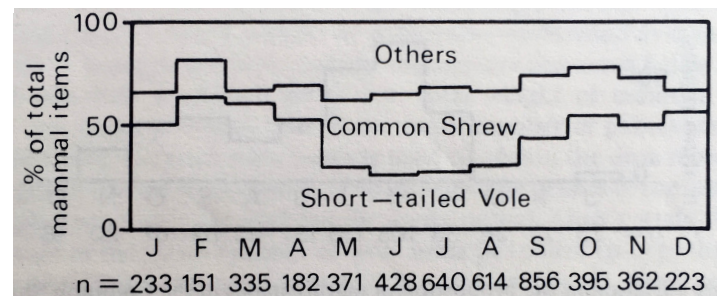 100
Others
% of total
mammal items
50
Common Shrew
Short–tailed Vole
0
J F M A M J J A S O N D
n = 233 151 335 182 371 428 640 614 856 395 362 223